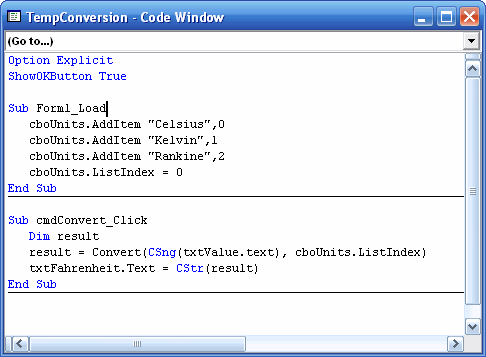 TempConversion - Code Window
(Go to...)
Option Explicit
ShowOKButton True
Sub Form1_Load
cboUnits.AddItem "Celsius",0
cboUnits.AddItem "Kelvin",1
cboUnits.AddItem "Rankine",2
cboUnits.ListIndex = 0
End Sub
Sub cmdConvert_Click
Dim result
result = Convert(CSng(txtValue.text), cboUnits.ListIndex)
txtFahrenheit.Text = CStr(result)
End Sub